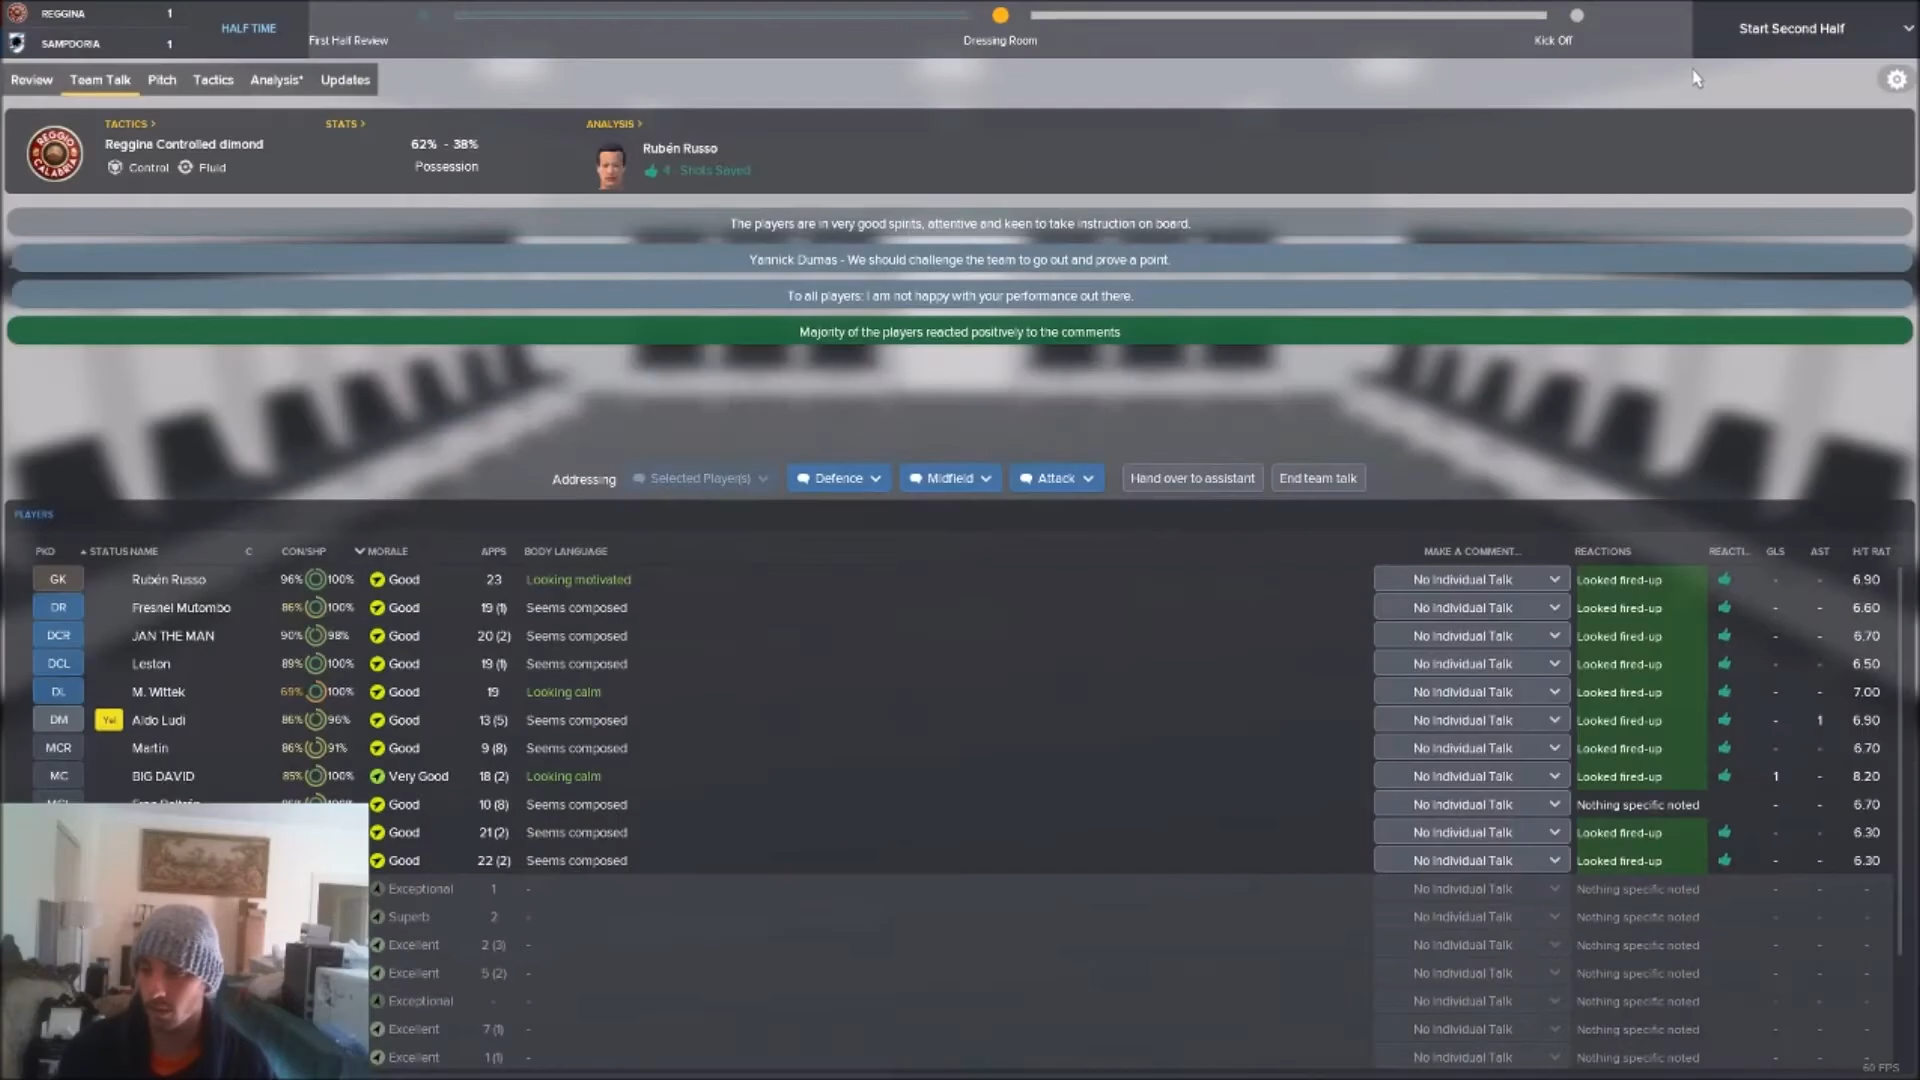 REGGINA 1
SAMPDORIA 1
HALF TIME
First Half Review
Dressing Room
Kick Off
Start Second Half
Review Team Talk Pitch Tactics Analysis* Updates
REGGIO CALABRIA
TACTICS >
Reggina Controlled dimond
Control Fluid
STATS >
62% - 38%
Possession
ANALYSIS >
Rubén Russo
4 - Shots Saved
The players are in very good spirits, attentive and keen to take instruction on board.
Yannick Dumas - We should challenge the team to go out and prove a point.
To all players: I am not happy with your performance out there.
Majority of the players reacted positively to the comments
Addressing Selected Player(s) Defence Midfield Attack Hand over to assistant End team talk
PLAYERS
PKD STATUS NAME C CON/SHP MORALE APPS BODY LANGUAGE MAKE A COMMENT... REACTIONS REACTI... GLS AST H/T RAT
GK Rubén Russo 96% 100% Good 23 Looking motivated No Individual Talk Looked fired-up - - 6.90
DR Fresnel Mutombo 86% 100% Good 19 (1) Seems composed No Individual Talk Looked fired-up - - 6.60
DCR JAN THE MAN 90% 98% Good 20 (2) Seems composed No Individual Talk Looked fired-up - - 6.70
DCL Leston 89% 100% Good 19 (1) Seems composed No Individual Talk Looked fired-up - - 6.50
DL M. Wittek 69% 100% Good 19 Looking calm No Individual Talk Looked fired-up - - 7.00
DM Yel Aldo Ludi 86% 96% Good 13 (5) Seems composed No Individual Talk Looked fired-up - 1 6.90
MCR Martin 86% 91% Good 9 (8) Seems composed No Individual Talk Looked fired-up - - 6.70
MC BIG DAVID 85% 100% Very Good 18 (2) Looking calm No Individual Talk Looked fired-up 1 - 8.20
Good 10 (8) Seems composed No Individual Talk Nothing specific noted - - 6.70
Good 21 (2) Seems composed No Individual Talk Looked fired-up - - 6.30
Good 22 (2) Seems composed No Individual Talk Looked fired-up - - 6.30
Exceptional 1 - No Individual Talk Nothing specific noted - - -
Superb 2 - No Individual Talk Nothing specific noted - - -
Excellent 2 (3) - No Individual Talk Nothing specific noted - - -
Excellent 5 (2) - No Individual Talk Nothing specific noted - - -
Exceptional - - No Individual Talk Nothing specific noted - - -
Excellent 7 (1) - No Individual Talk Nothing specific noted - - -
Excellent 1 (1) - No Individual Talk Nothing specific noted - - -
60 FPS